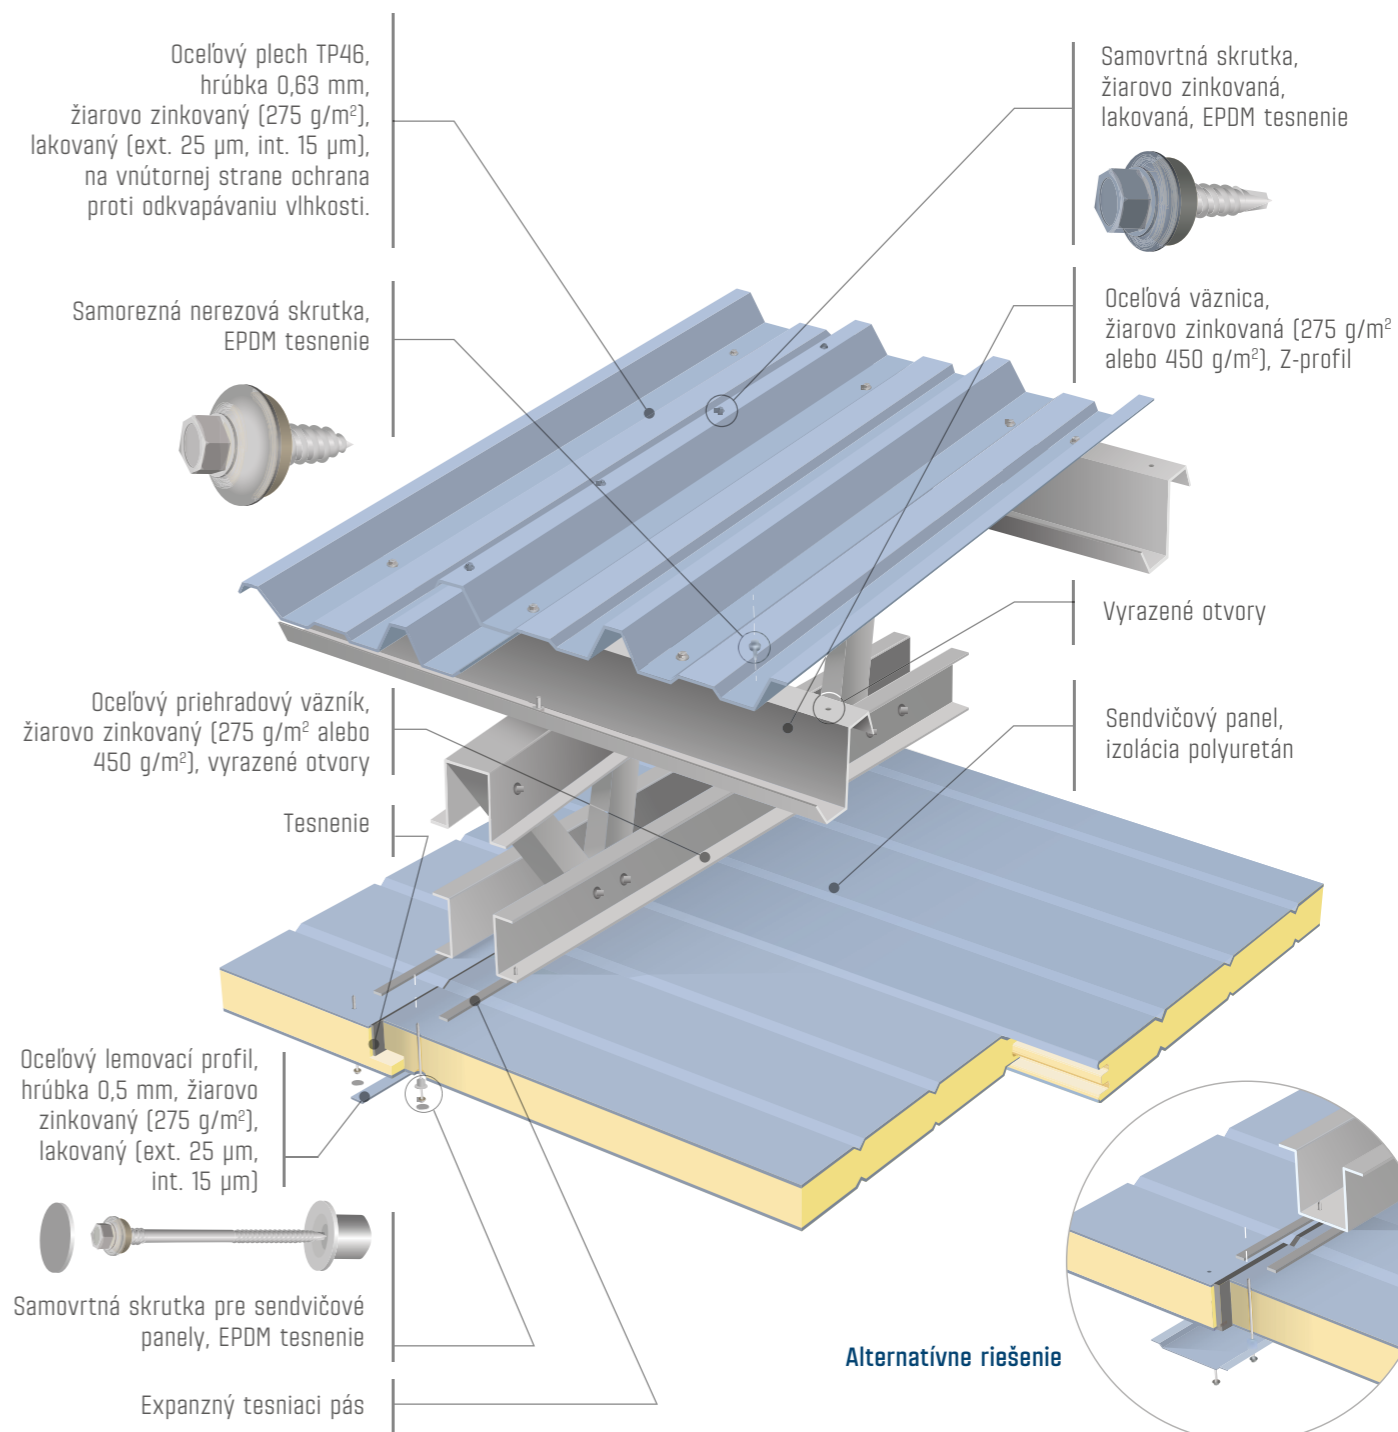 Oceľový plech TP46,
hrúbka 0,63 mm,
žiarovo zinkovaný (275 g/m²),
lakovaný (ext. 25 µm, int. 15 µm),
na vnútornej strane ochrana
proti odkvapávaniu vlhkosti.
Samovrtná skrutka,
žiarovo zinkovaná,
lakovaná, EPDM tesnenie
Samorezná nerezová skrutka,
EPDM tesnenie
Oceľová väznica,
žiarovo zinkovaná (275 g/m²
alebo 450 g/m²), Z-profil
Vyrazené otvory
Oceľový priehradový väzník,
žiarovo zinkovaný (275 g/m² alebo
450 g/m²), vyrazené otvory
Sendvičový panel,
izolácia polyuretán
Tesnenie
Oceľový lemovací profil,
hrúbka 0,5 mm, žiarovo
zinkovaný (275 g/m²),
lakovaný (ext. 25 µm,
int. 15 µm)
Samovrtná skrutka pre sendvičové
panely, EPDM tesnenie
Alternatívne riešenie
Expanzný tesniaci pás